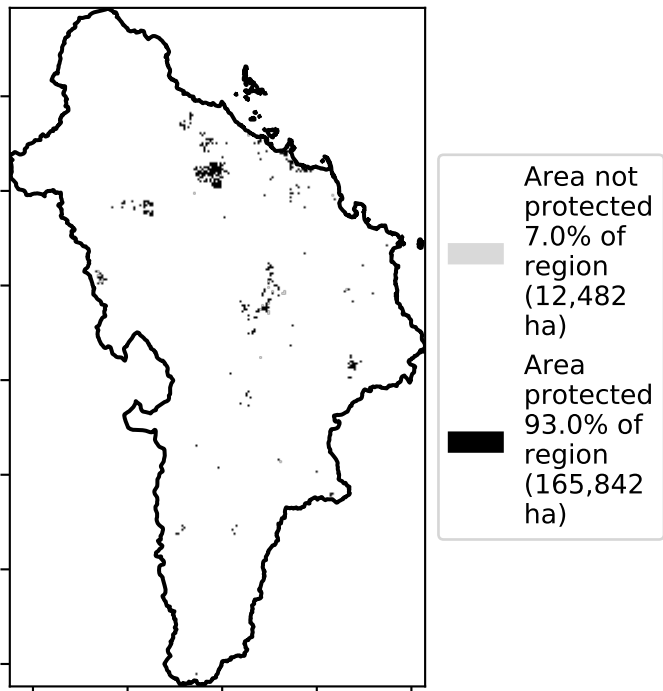 Area not
protected
7.0% of
region
(12,482
ha)
Area
protected
93.0% of
region
(165,842
ha)